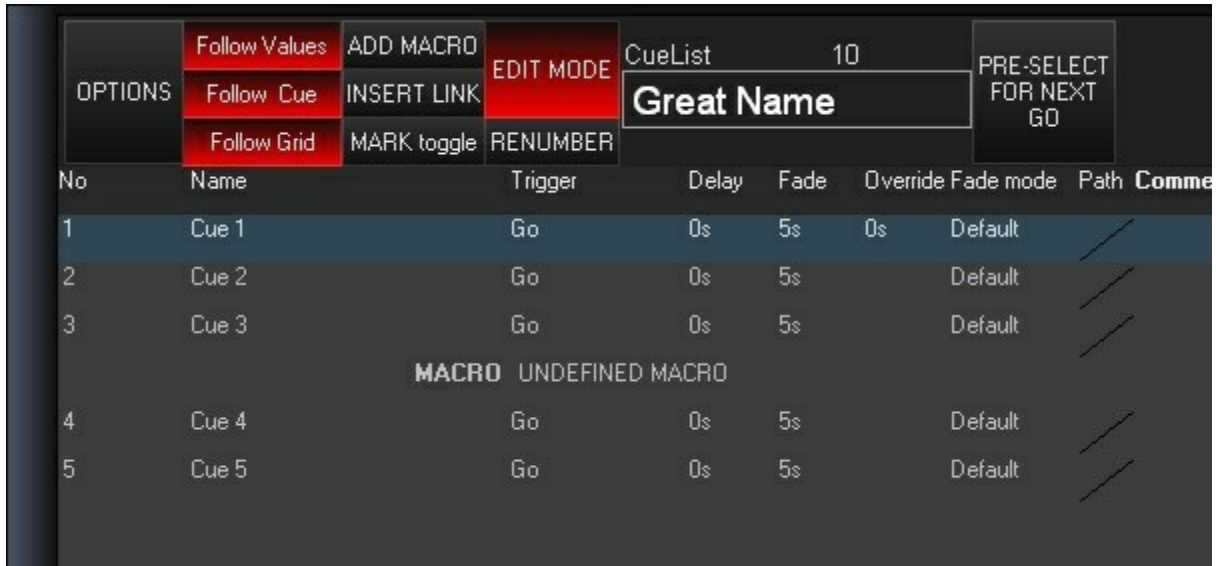 OPTIONS
Follow Values
ADD MACRO
EDIT MODE
CueList 10
PRE-SELECT
FOR NEXT
GO
Follow Cue
INSERT LINK
Great Name
Follow Grid
MARK toggle
RENUMBER
No Name Trigger Delay Fade Override Fade mode Path Comme
1 Cue 1 Go 0s 5s 0s Default
2 Cue 2 Go 0s 5s Default
3 Cue 3 Go 0s 5s Default
MACRO UNDEFINED MACRO
4 Cue 4 Go 0s 5s Default
5 Cue 5 Go 0s 5s Default